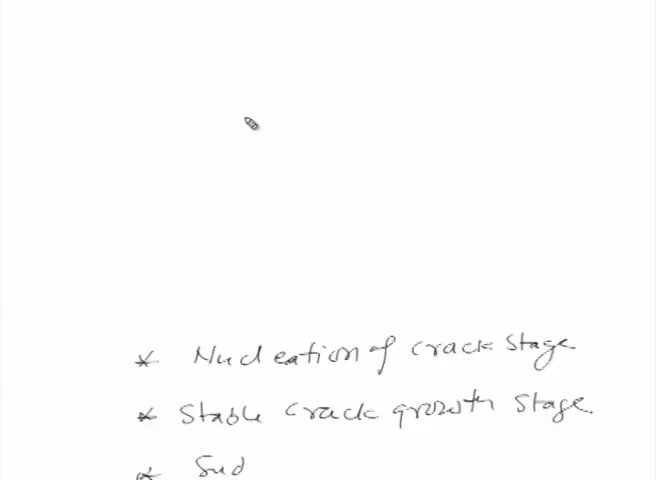 * Nucleation of crack stage
* Stable crack growth stage.
* Sud